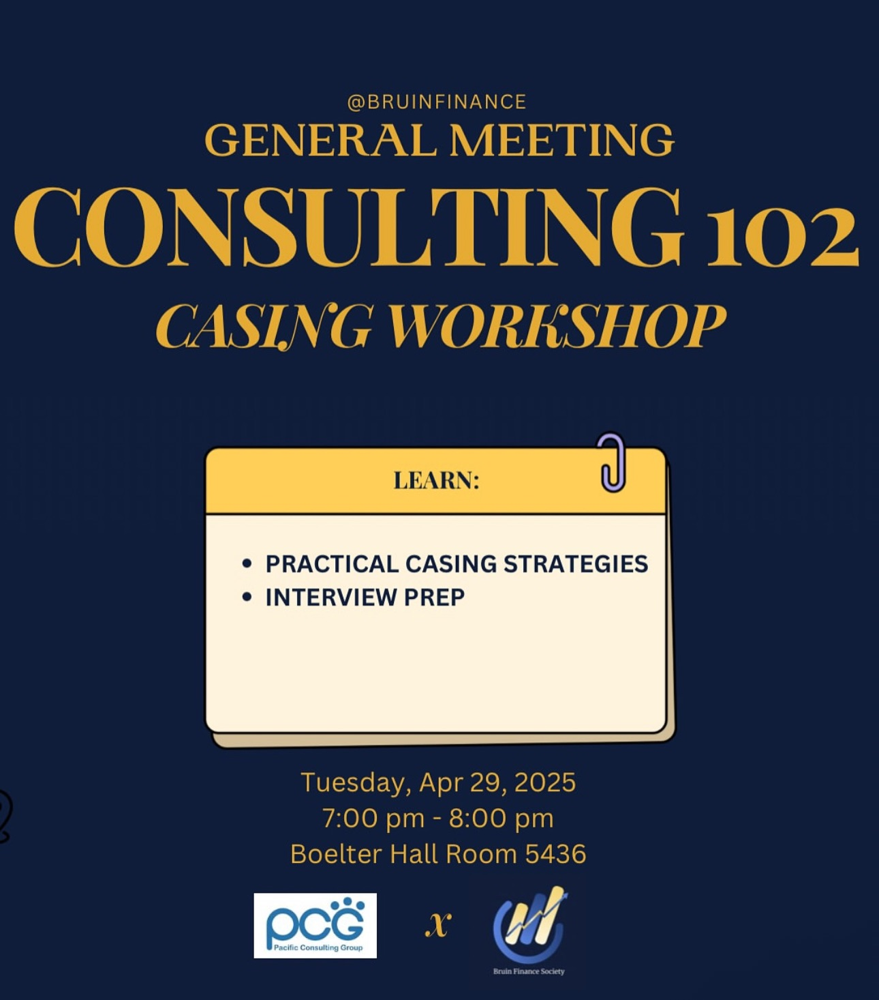 @BRUINFINANCE
GENERAL MEETING
CONSULTING 102
CASING WORKSHOP
LEARN:
• PRACTICAL CASING STRATEGIES
• INTERVIEW PREP
Tuesday, Apr 29, 2025
7:00 pm - 8:00 pm
Boelter Hall Room 5436
pcG
Pacific Consulting Group
x
Bruin Finance Society